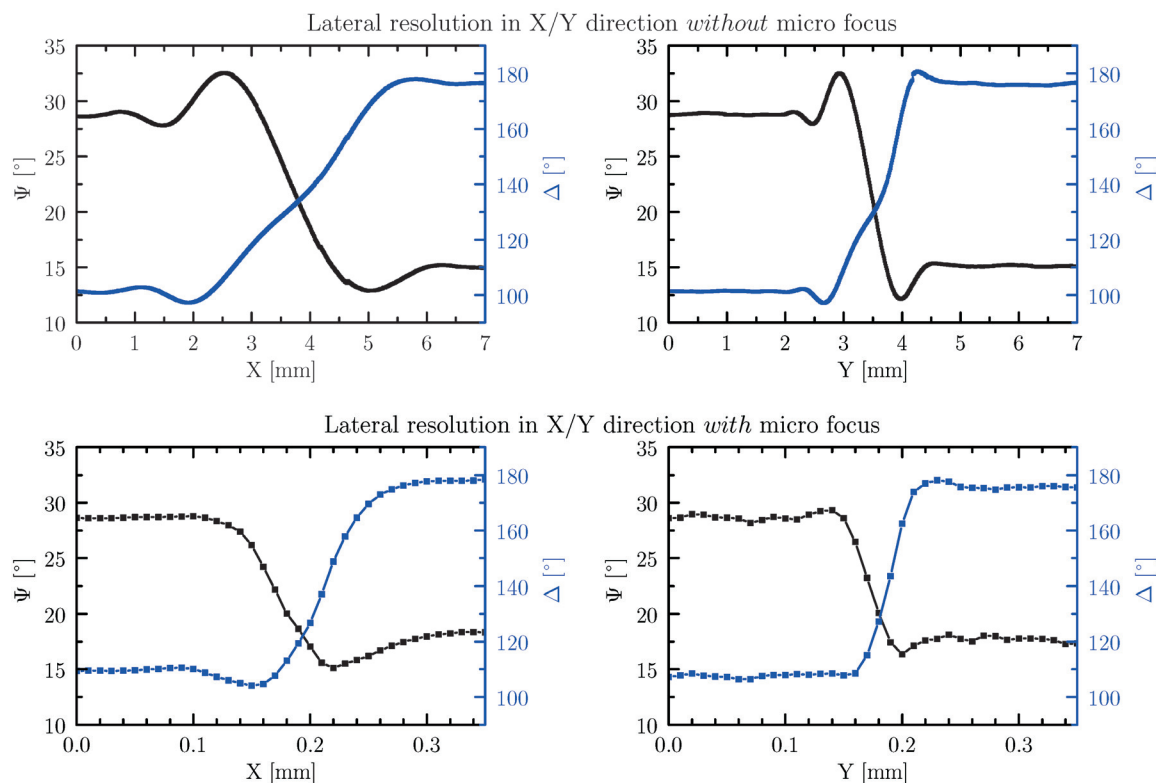 Lateral resolution in X/Y direction without micro focus
35 30 25 20 15 10
Ψ [°]
0 1 2 3 4 5 6 7
X [mm]
180 160 140 120 100
Δ [°]
35 30 25 20 15 10
Ψ [°]
0 1 2 3 4 5 6 7
Y [mm]
180 160 140 120 100
Δ [°]
Lateral resolution in X/Y direction with micro focus
35 30 25 20 15 10
Ψ [°]
0.0 0.1 0.2 0.3
X [mm]
180 160 140 120 100
Δ [°]
35 30 25 20 15 10
Ψ [°]
0.0 0.1 0.2 0.3
Y [mm]
180 160 140 120 100
Δ [°]